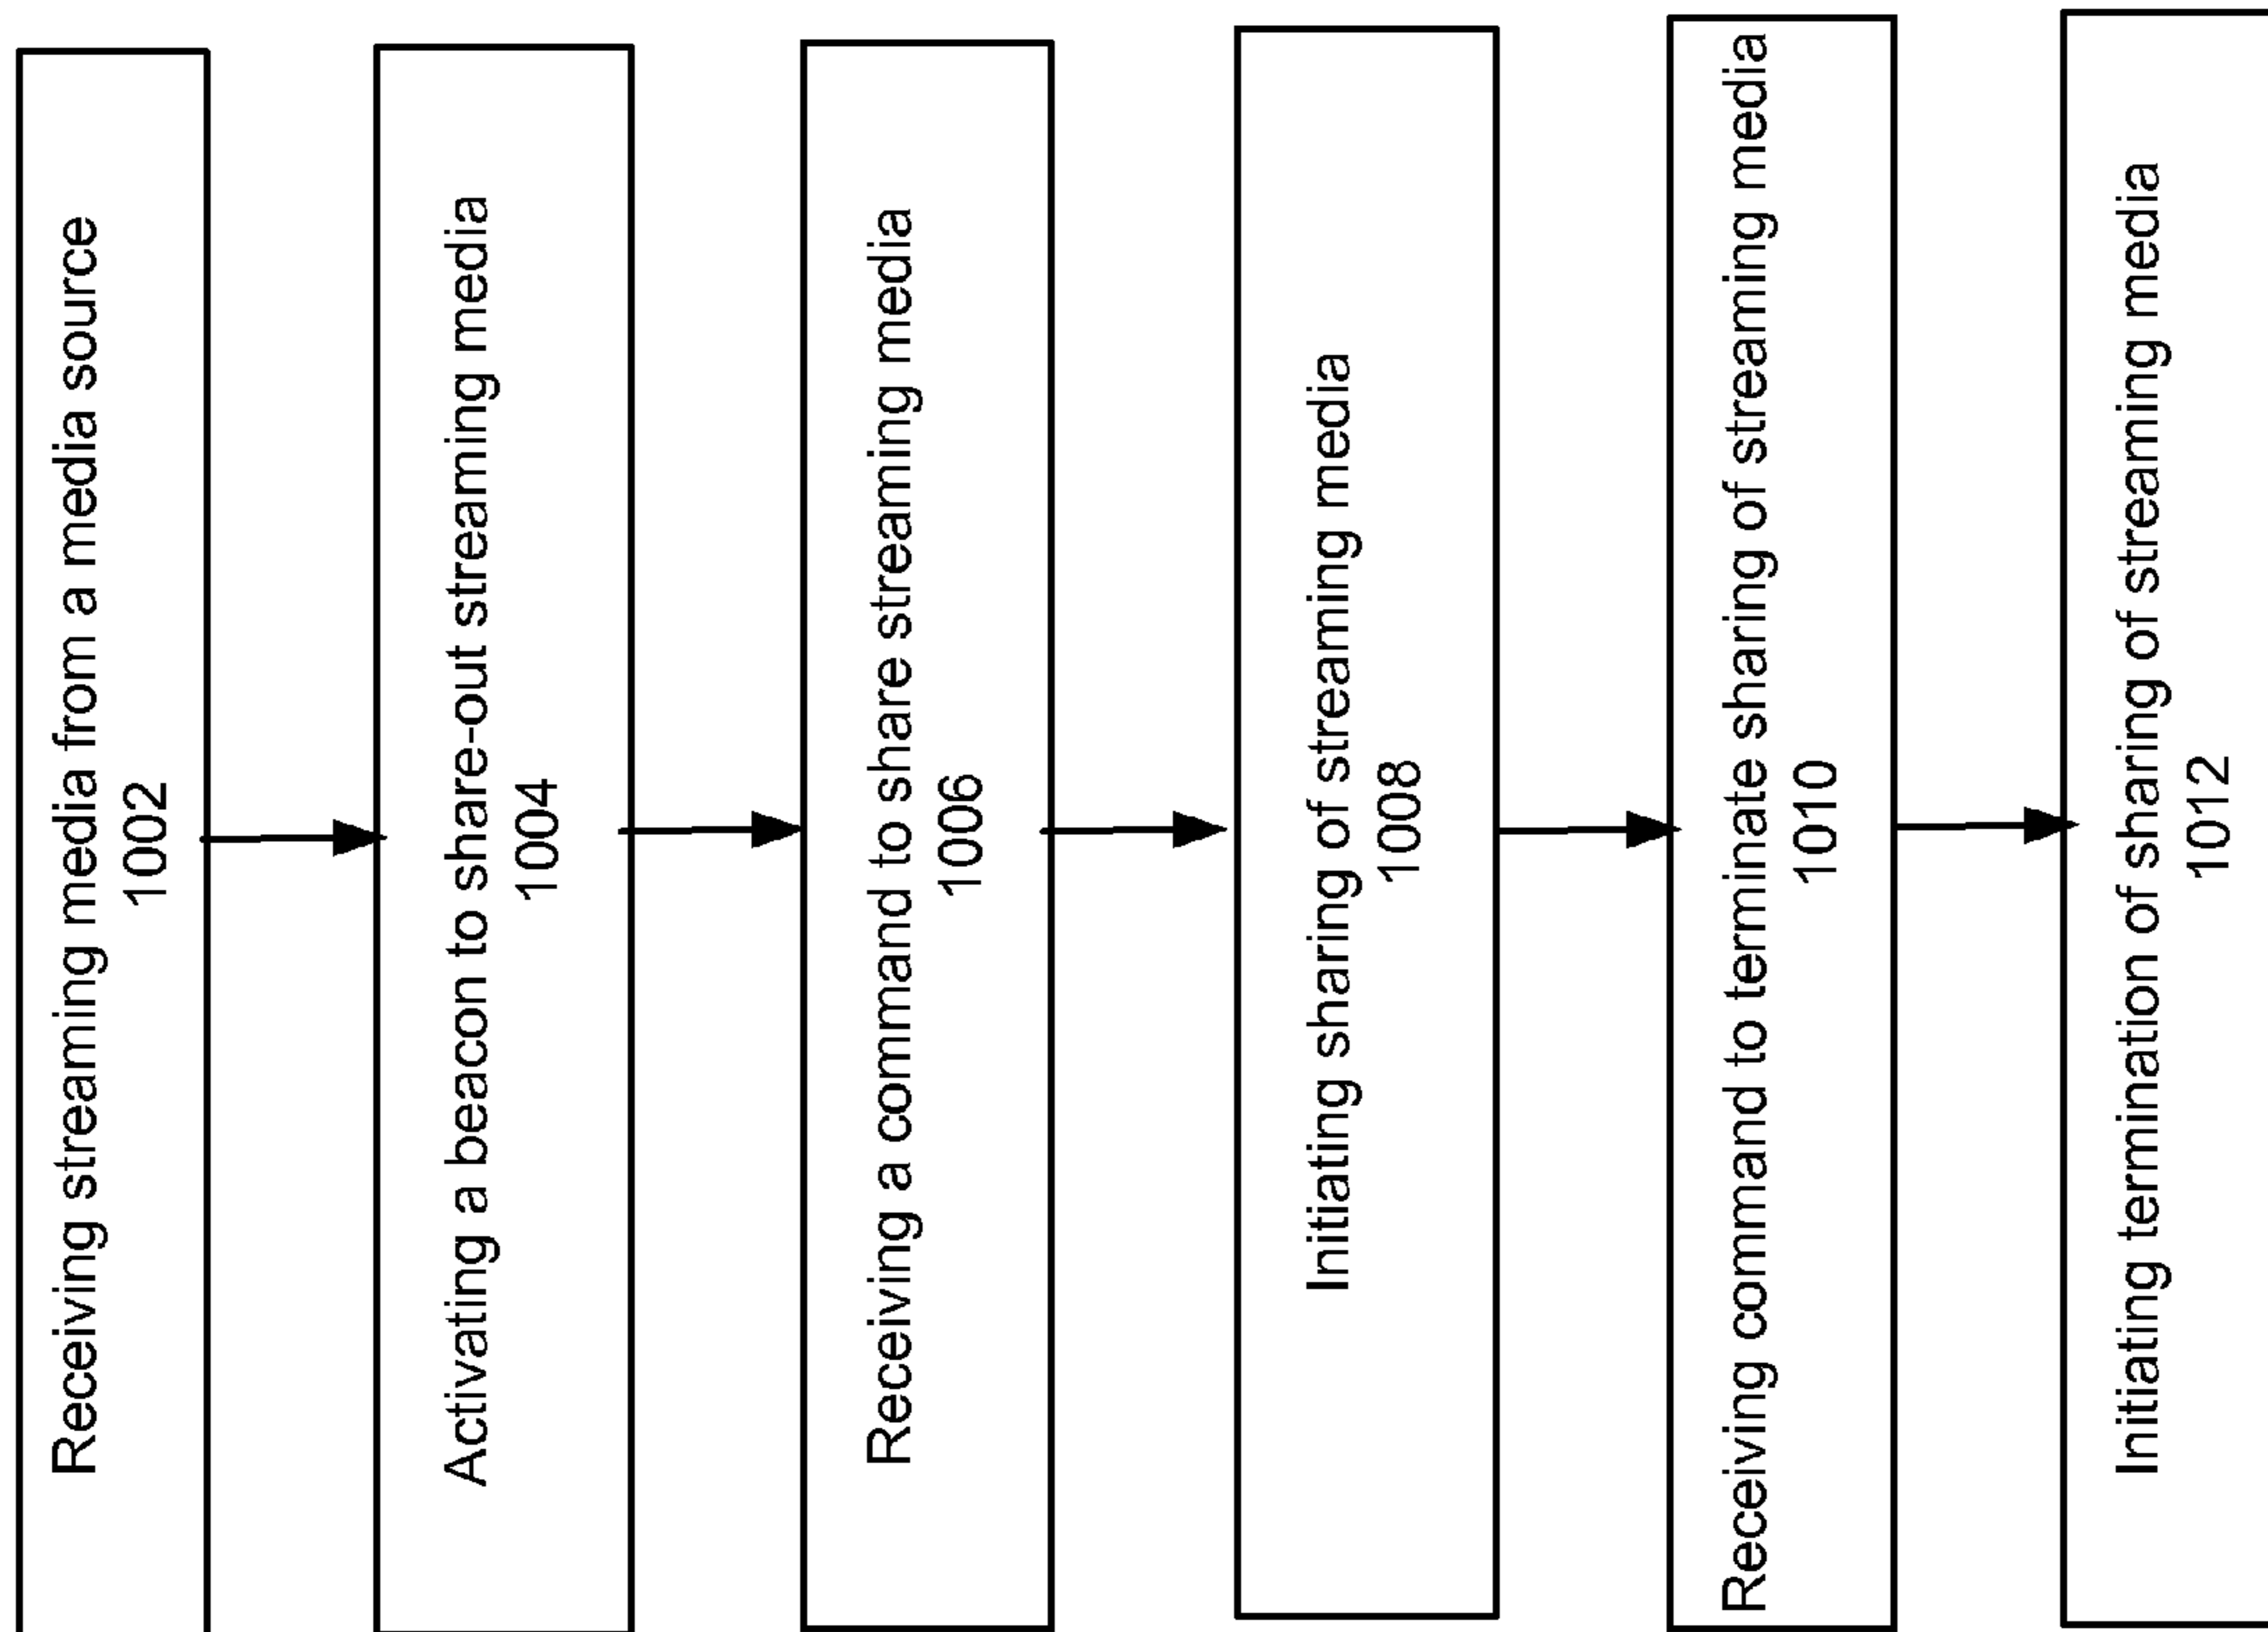 Receiving streaming media from a media source
1002
Activating a beacon to share-out streaming media
1004
Receiving a command to share streaming media
1006
Initiating sharing of streaming media
1008
Receiving command to terminate sharing of streaming media
1010
Initiating termination of sharing of streaming media
1012